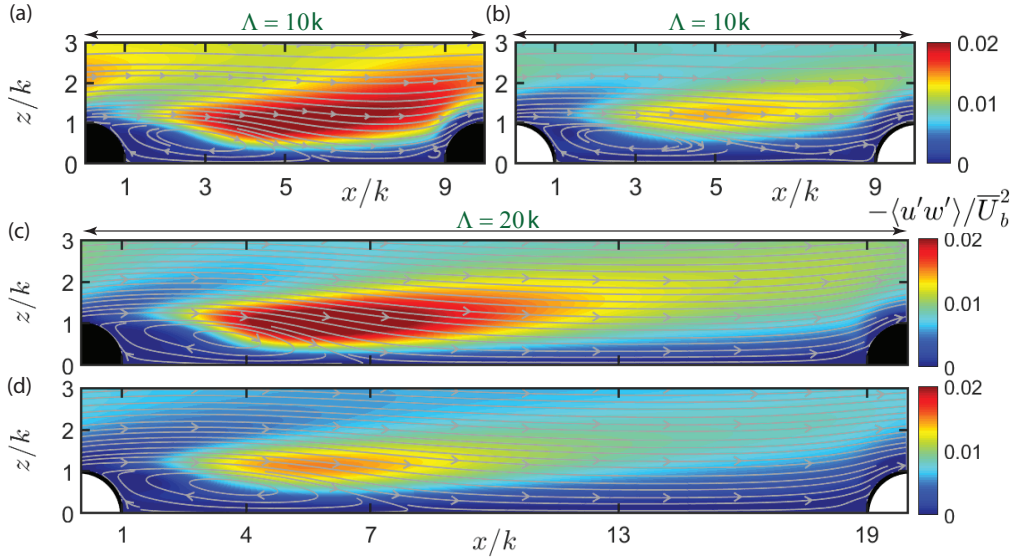 (a) Λ = 10k (b) Λ = 10k
3 3 0.02
z/k 2 z/k 2 0.01
1 1
0 0 0
1 3 5 x/k 9 1 3 5 x/k 9
−⟨u′w′⟩/U̅_b^2
(c) Λ = 20k
3 0.02
z/k 2 0.01
1
0 0
(d)
3 0.02
z/k 2 0.01
1
0 0
1 4 7 13 19
x/k